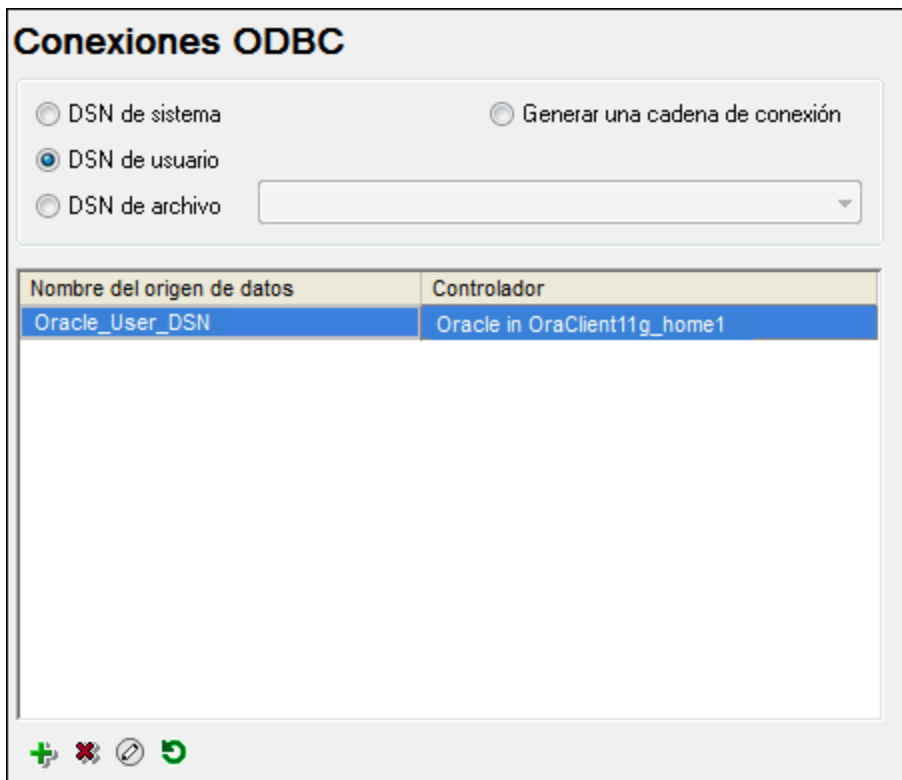 Conexiones ODBC
DSN de sistema
Generar una cadena de conexión
DSN de usuario
DSN de archivo
Nombre del origen de datos Controlador
Oracle_User_DSN Oracle in OraClient11g_home1